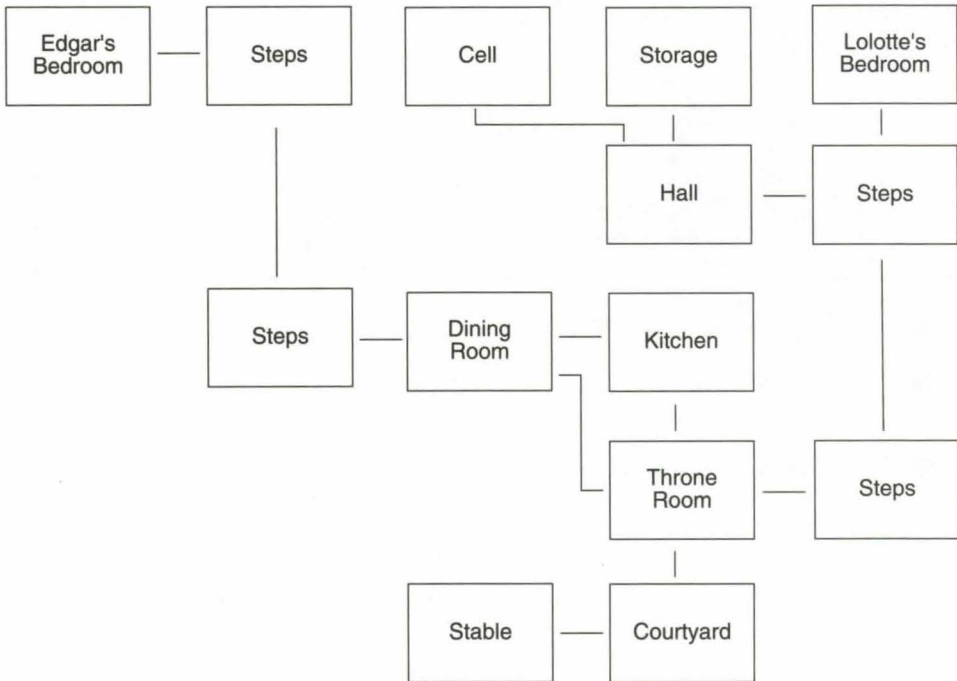 Edgar's
Bedroom
Steps
Cell
Storage
Lolotte's
Bedroom
Hall
Steps
Steps
Dining
Room
Kitchen
Throne
Room
Steps
Stable
Courtyard